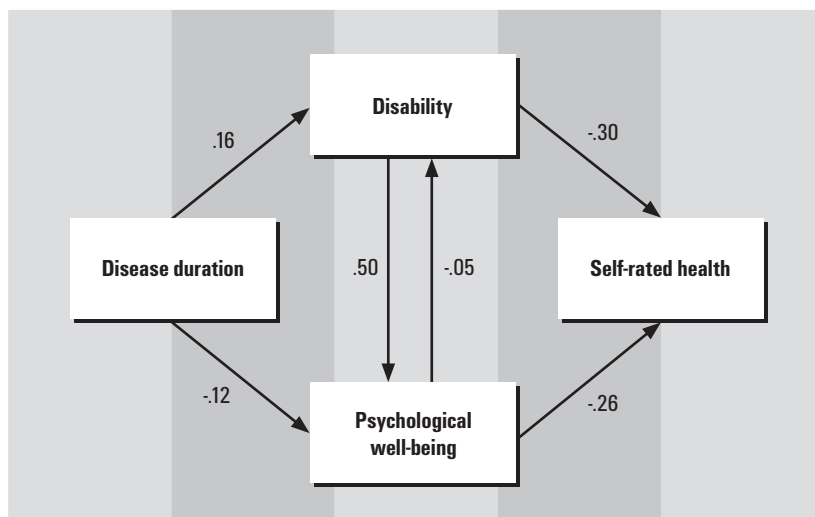 Disability
.16
-.30
Disease duration
.50
-.05
Self-rated health
-.12
-.26
Psychological
well-being